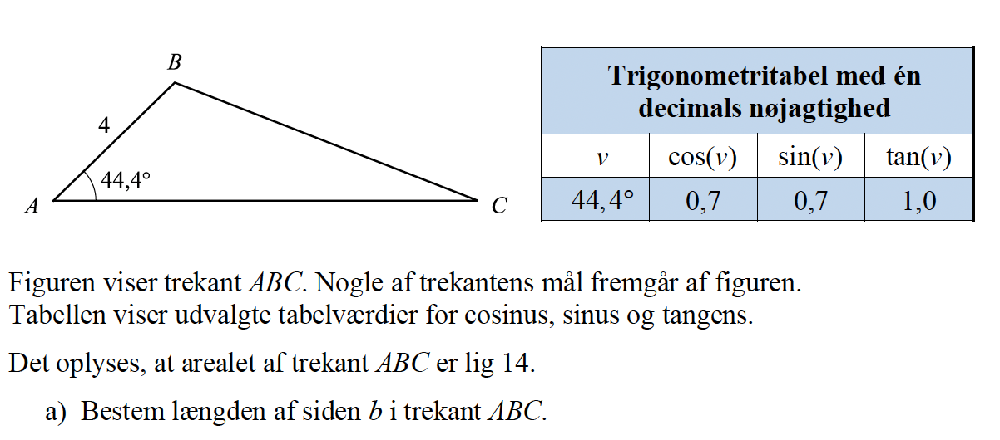 B
4
44,4°
A
C
Trigonometritabel med én
decimals nøjagtighed
v cos(v) sin(v) tan(v)
44,4° 0,7 0,7 1,0
Figuren viser trekant ABC. Nogle af trekantens mål fremgår af figuren.
Tabellen viser udvalgte tabelværdier for cosinus, sinus og tangens.
Det oplyses, at arealet af trekant ABC er lig 14.
a) Bestem længden af siden b i trekant ABC.